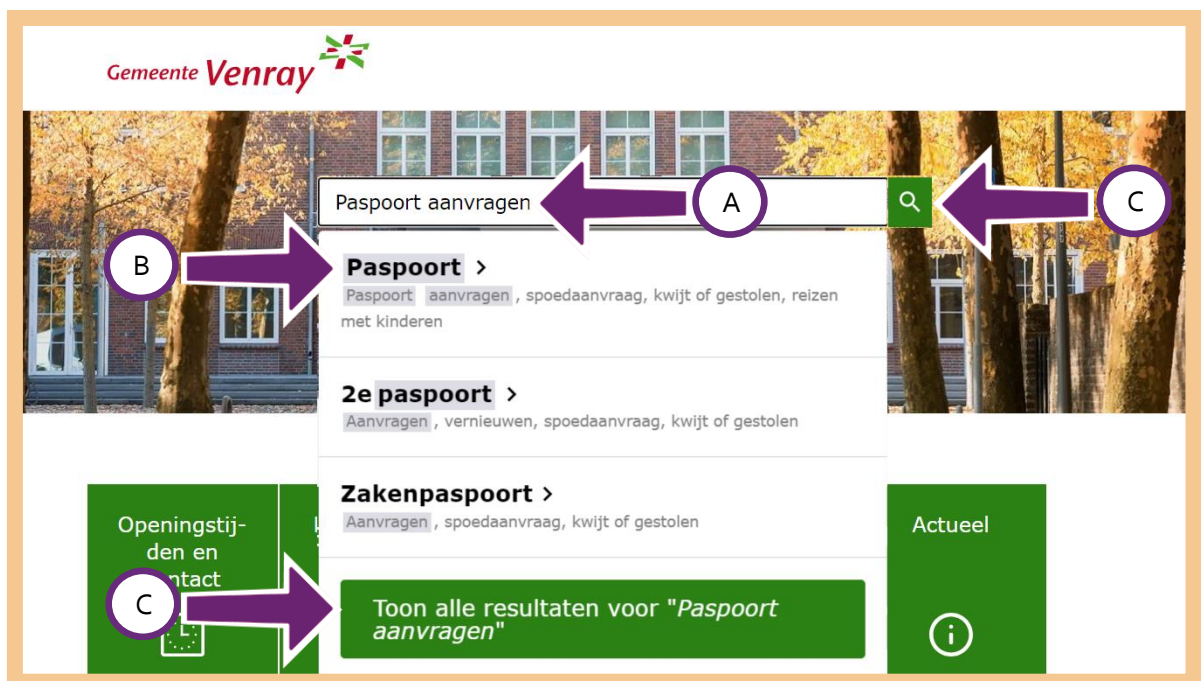 Gemeente Venray
Paspoort aanvragen
A
C
B
Paspoort >
Paspoort aanvragen, spoedaanvraag, kwijt of gestolen, reizen
met kinderen
2e paspoort >
Aanvragen, vernieuwen, spoedaanvraag, kwijt of gestolen
Zakenpaspoort >
Aanvragen, spoedaanvraag, kwijt of gestolen
Openingstij-
den en
Actueel
C
Toon alle resultaten voor "Paspoort
aanvragen"